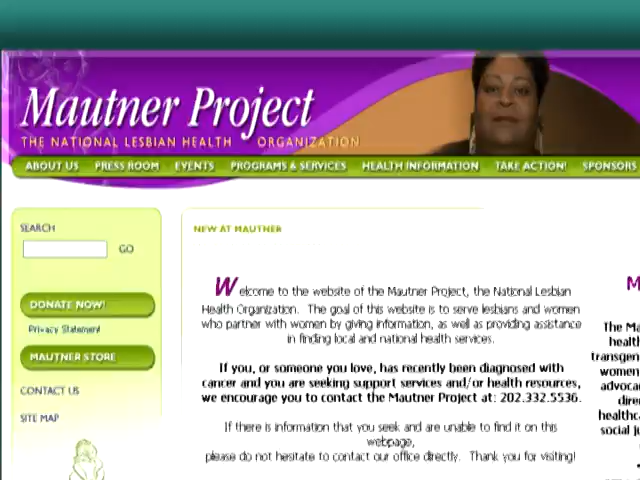 Mautner Project
THE NATIONAL LESBIAN HEALTH ORGANIZATION
ABOUT US PRESS ROOM EVENTS PROGRAMS & SERVICES HEALTH INFORMATION TAKE ACTION! SPONSORS
SEARCH
GO
DONATE NOW!
Privacy Statement
MAUTNER STORE
CONTACT US
SITE MAP
NEW AT MAUTNER
Welcome to the website of the Mautner Project, the National Lesbian
Health Organization. The goal of this website is to serve lesbians and women
who partner with women by giving information, as well as providing assistance
in finding local and national health services.
If you, or someone you love, has recently been diagnosed with
cancer and you are seeking support services and/or health resources,
we encourage you to contact the Mautner Project at: 202.332.5536.
If there is information that you seek and are unable to find it on this
webpage,
please do not hesitate to contact our office directly. Thank you for visiting!
M
The Ma
health
transgen
women
advoca
dire
healthc
social ju